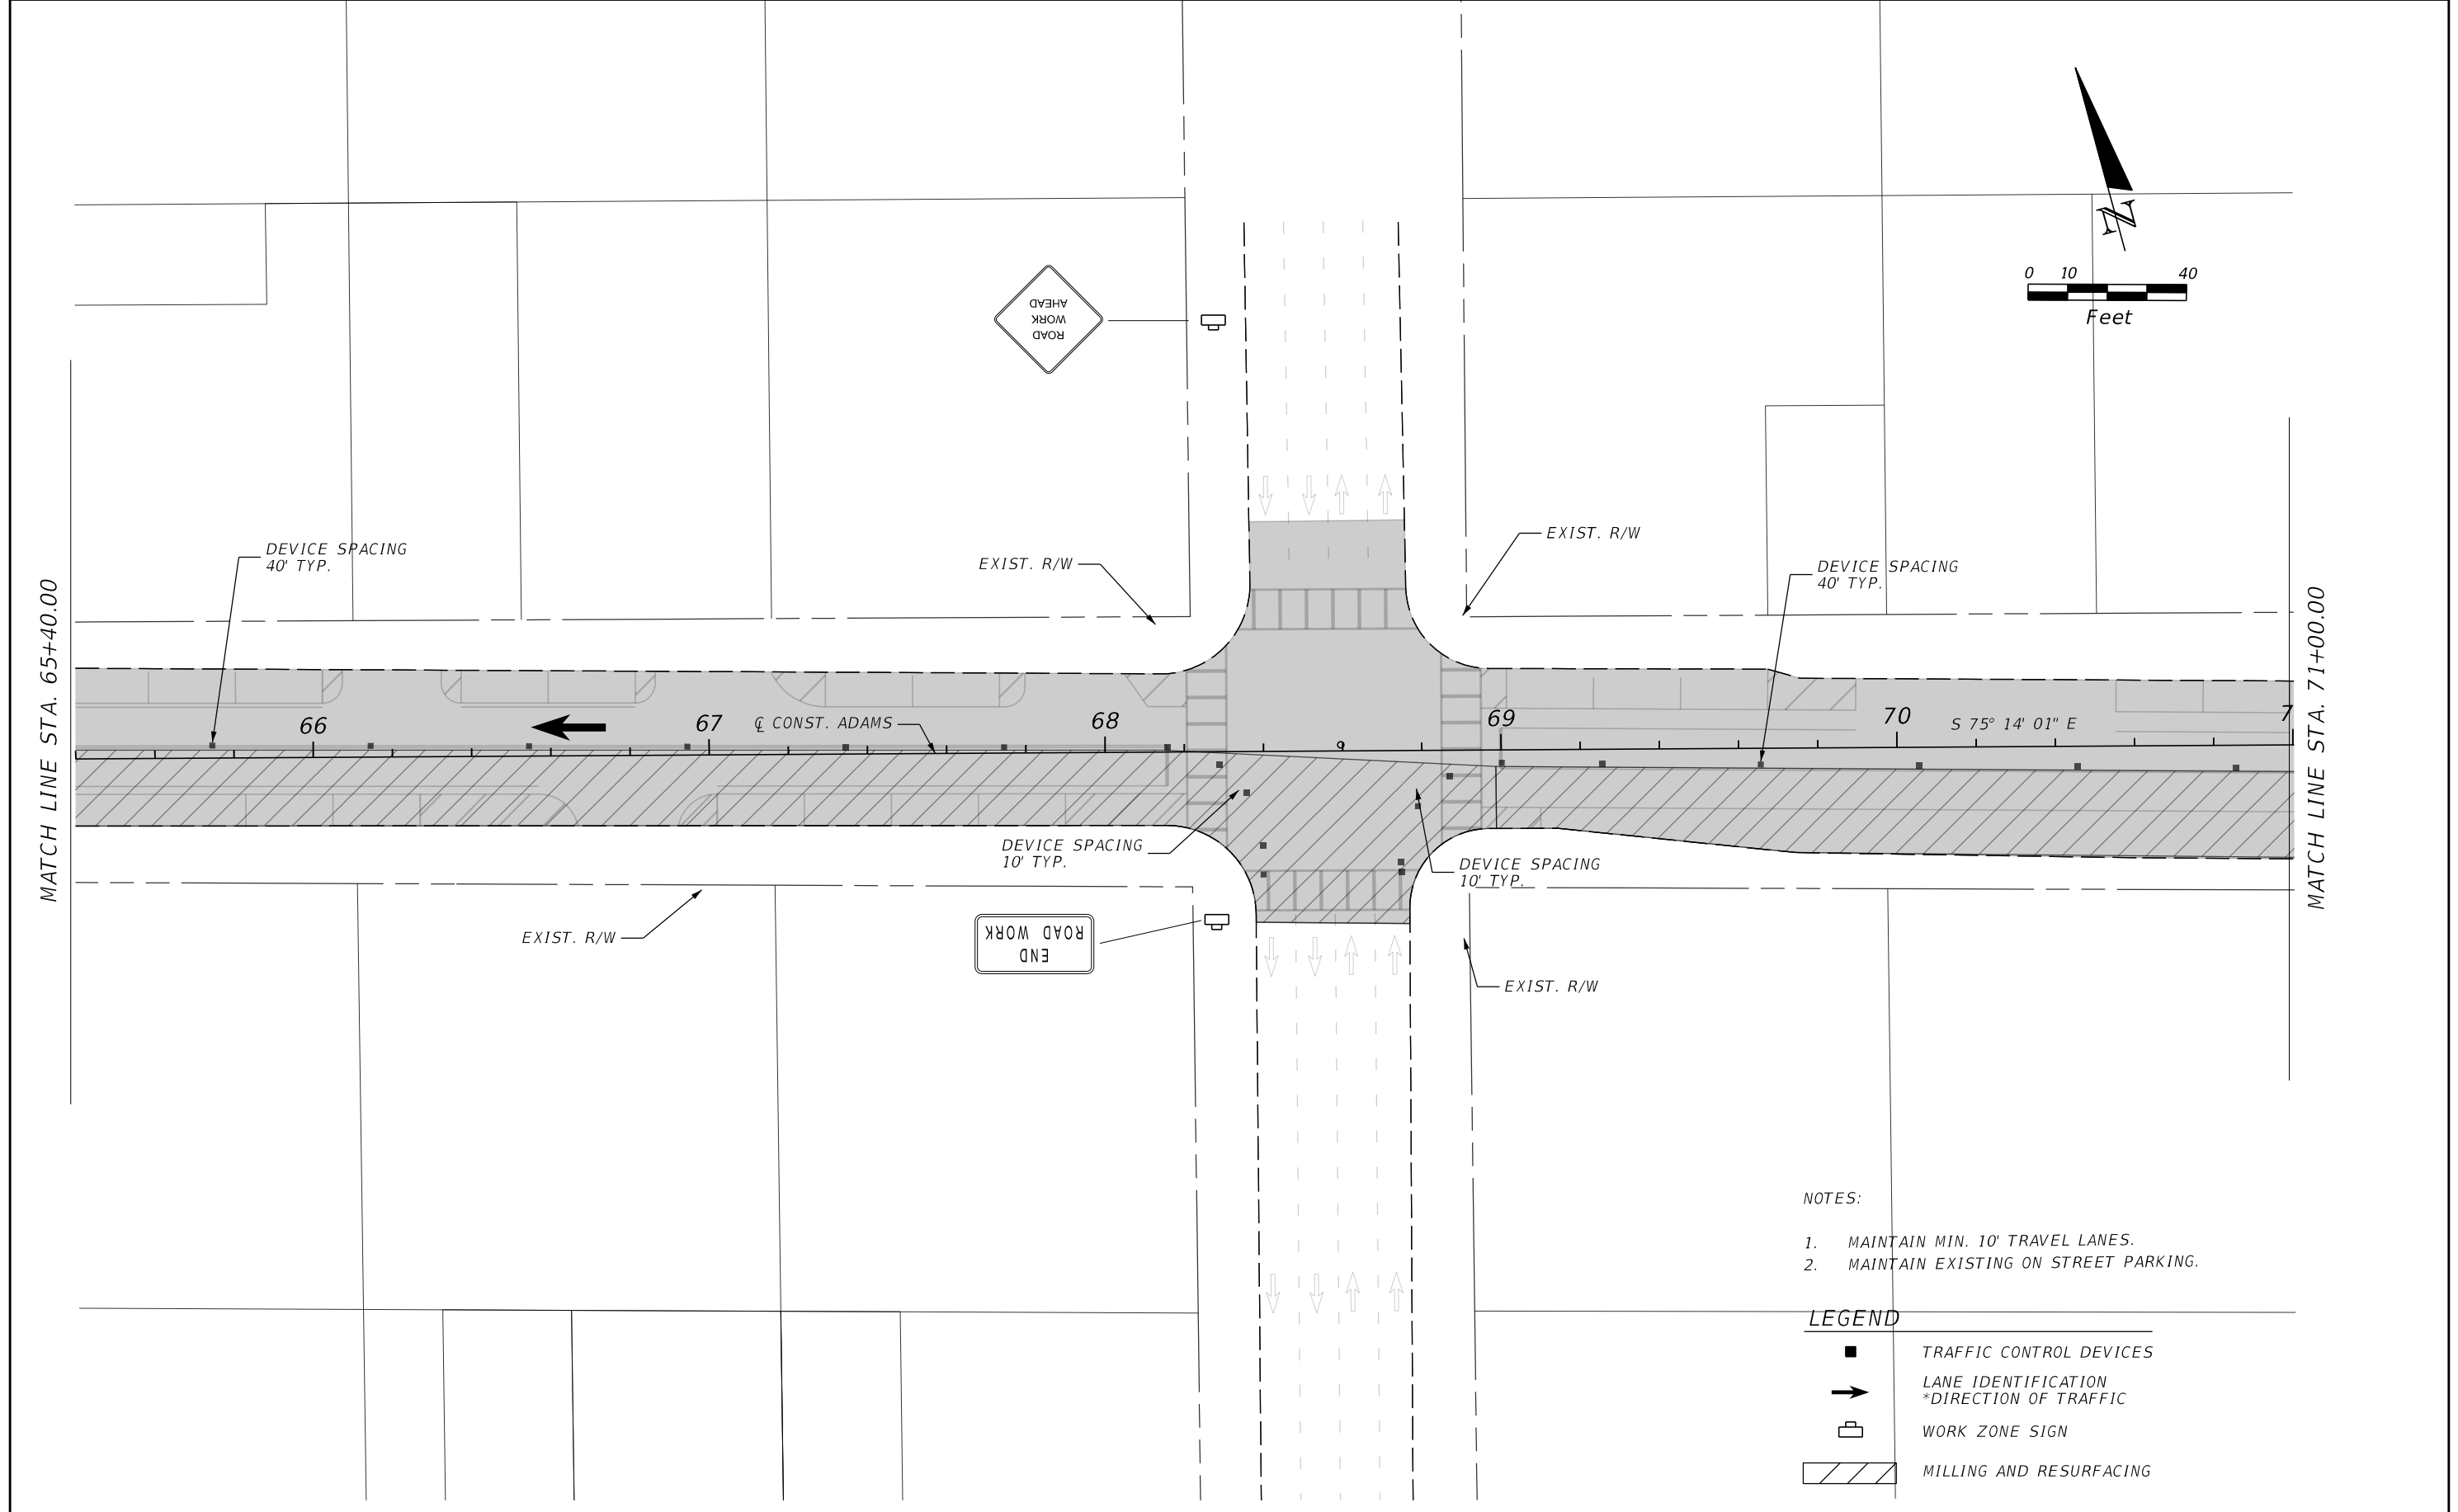 N
0 10 40
Feet
ROAD
WORK
AHEAD
EXIST. R/W
DEVICE SPACING
40' TYP.
EXIST. R/W
DEVICE SPACING
40' TYP.
MATCH LINE STA. 65+40.00
MATCH LINE STA. 71+00.00
66
67
℄ CONST. ADAMS
68
9
69
70
S 75° 14' 01" E
7
DEVICE SPACING
10' TYP.
DEVICE SPACING
10' TYP.
END
ROAD WORK
EXIST. R/W
EXIST. R/W
NOTES:
1. MAINTAIN MIN. 10' TRAVEL LANES.
2. MAINTAIN EXISTING ON STREET PARKING.
LEGEND
TRAFFIC CONTROL DEVICES
LANE IDENTIFICATION
*DIRECTION OF TRAFFIC
WORK ZONE SIGN
MILLING AND RESURFACING